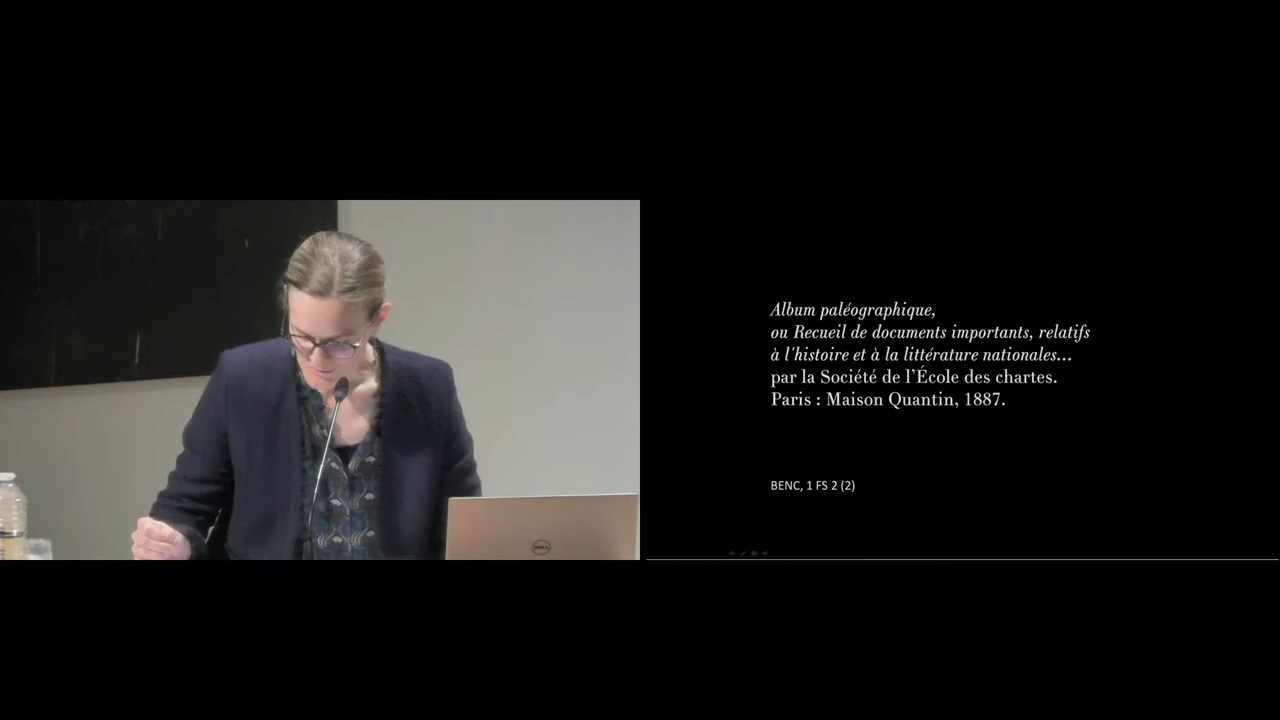 Album paléographique,
ou Recueil de documents importants, relatifs
à l'histoire et à la littérature nationales...
par la Société de l'École des chartes.
Paris : Maison Quantin, 1887.
BENC, 1 FS 2 (2)
DELL